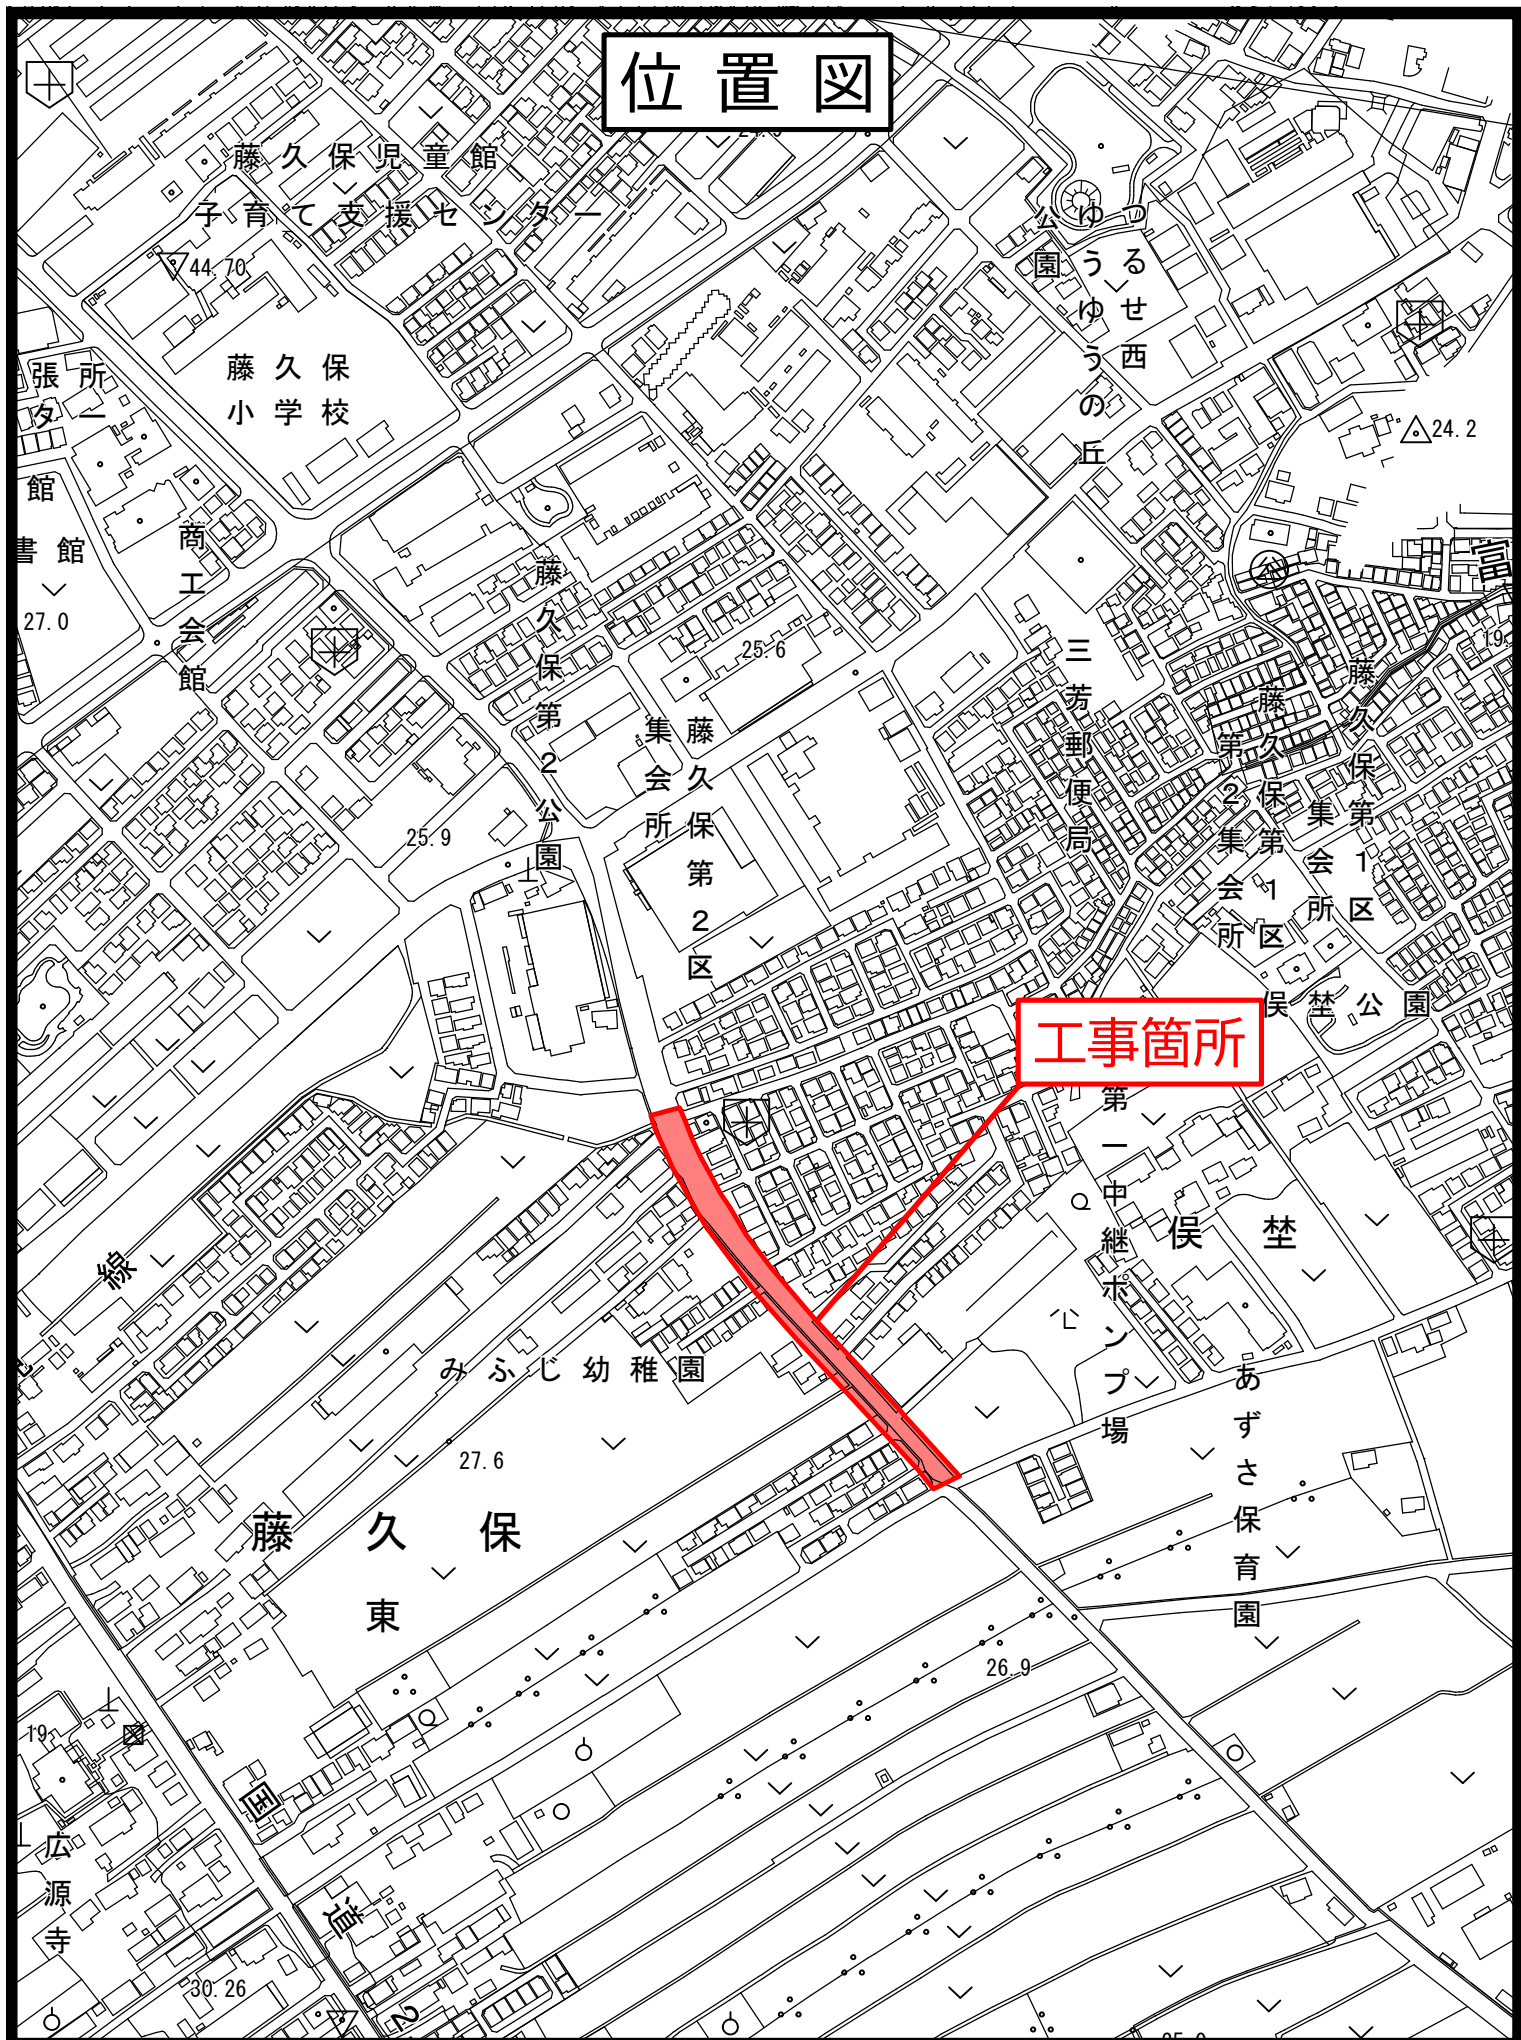 位置図
藤久保児童館
子育て支援センター
44.70
つるせ西
ゆうゆうの丘
公園
藤久保
小学校
張所
ター
24.2
館
書館
27.0
商工会館
藤久保第2公園
25.6
藤久保第2区
集会所
三芳郵便局
富
19.
藤久保第1区
集会所
藤久保第1区
第2集会所
25.9
俣埜公園
工事箇所
第一中継ポンプ場
俣埜
線
みふじ幼稚園
あずさ保育園
27.6
藤久保
東
26.9
19.
国道2
広源寺
30.26